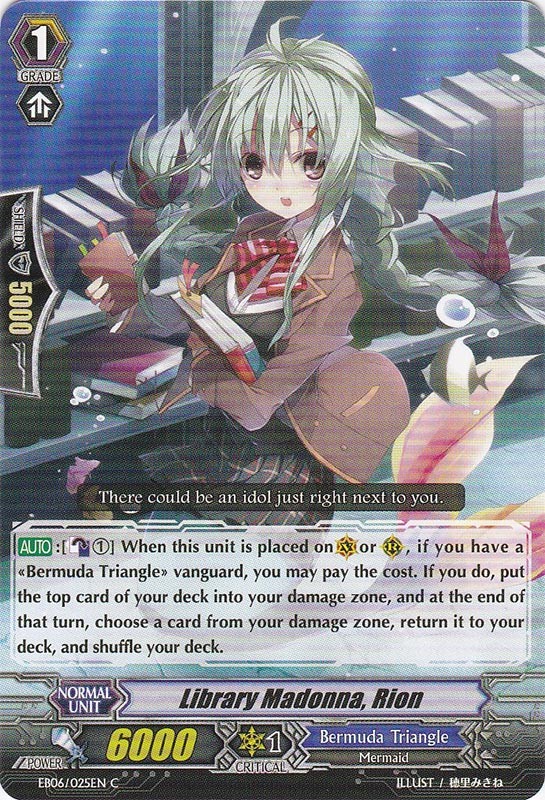 1
GRADE
SHIELD
5000
There could be an idol just right next to you.
AUTO :[ ①] When this unit is placed on Ⓥ or Ⓡ, if you have a
«Bermuda Triangle» vanguard, you may pay the cost. If you do, put
the top card of your deck into your damage zone, and at the end of
that turn, choose a card from your damage zone, return it to your
deck, and shuffle your deck.
NORMAL
UNIT
Library Madonna, Rion
POWER
6000
1
CRITICAL
Bermuda Triangle
Mermaid
EB06/025EN C
ILLUST / 穂里みきね